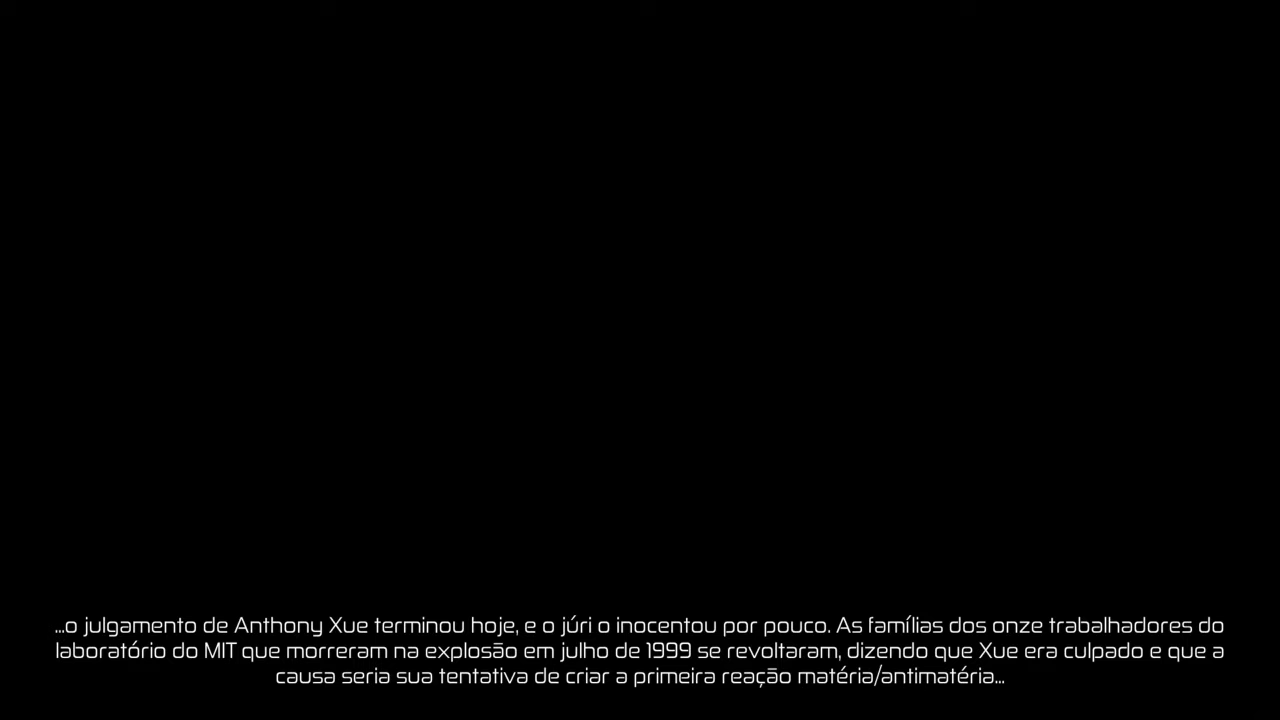 ...o julgamento de Anthony Xue terminou hoje, e o júri o inocentou por pouco. As famílias dos onze trabalhadores do
laboratório do MIT que morreram na explosão em julho de 1999 se revoltaram, dizendo que Xue era culpado e que a
causa seria sua tentativa de criar a primeira reação matéria/antimatéria...